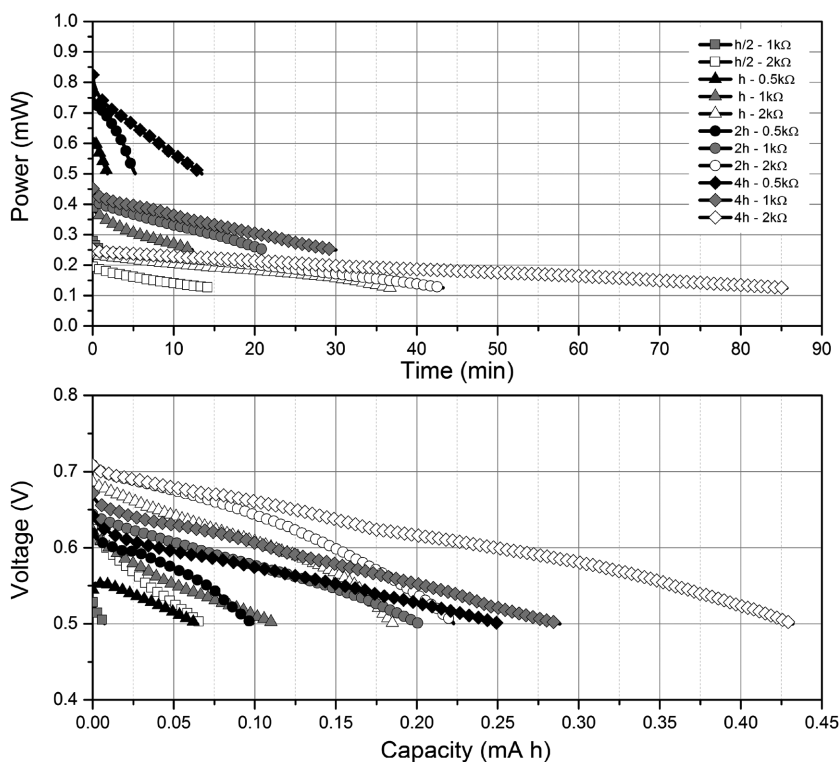 1.0
0.9
0.8
0.7
0.6
0.5
0.4
0.3
0.2
0.1
0.0
Power (mW)
h/2 - 1kΩ
h/2 - 2kΩ
h - 0.5kΩ
h - 1kΩ
h - 2kΩ
2h - 0.5kΩ
2h - 1kΩ
2h - 2kΩ
4h - 0.5kΩ
4h - 1kΩ
4h - 2kΩ
0 10 20 30 40 50 60 70 80 90
Time (min)
0.8
0.7
0.6
0.5
0.4
Voltage (V)
0.00 0.05 0.10 0.15 0.20 0.25 0.30 0.35 0.40 0.45
Capacity (mA h)